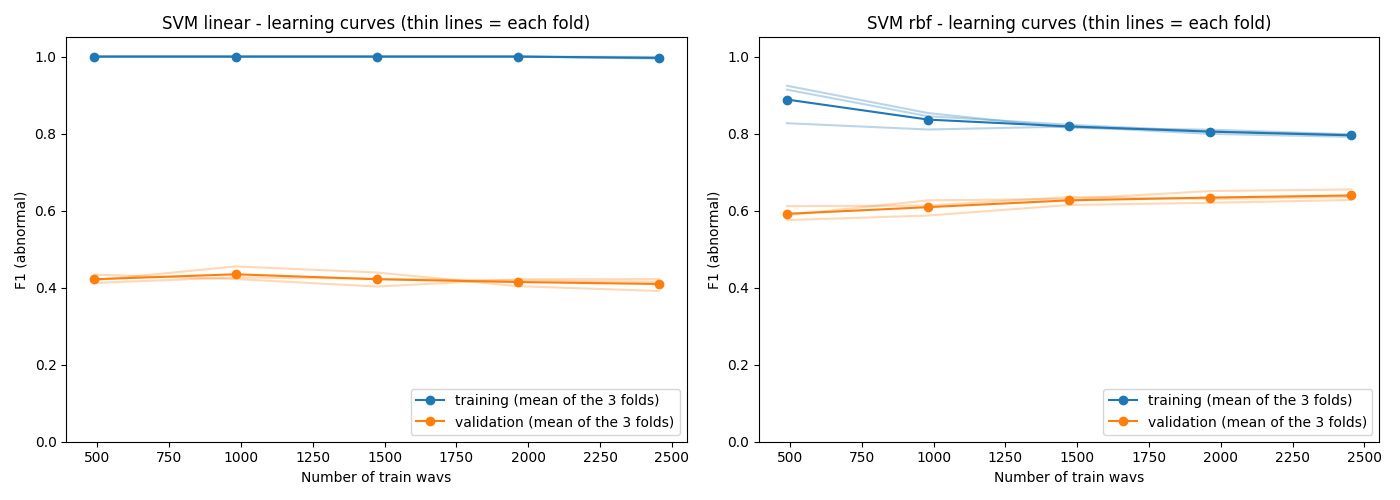 SVM linear - learning curves (thin lines = each fold)
F1 (abnormal)
1.0
0.8
0.6
0.4
0.2
0.0
training (mean of the 3 folds)
validation (mean of the 3 folds)
500 750 1000 1250 1500 1750 2000 2250 2500
Number of train wavs
SVM rbf - learning curves (thin lines = each fold)
F1 (abnormal)
1.0
0.8
0.6
0.4
0.2
0.0
training (mean of the 3 folds)
validation (mean of the 3 folds)
500 750 1000 1250 1500 1750 2000 2250 2500
Number of train wavs